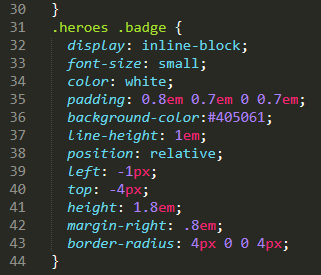 30 }
31 .heroes .badge {
32 display: inline-block;
33 font-size: small;
34 color: white;
35 padding: 0.8em 0.7em 0 0.7em;
36 background-color:#405061;
37 line-height: 1em;
38 position: relative;
39 left: -1px;
40 top: -4px;
41 height: 1.8em;
42 margin-right: .8em;
43 border-radius: 4px 0 0 4px;
44 }